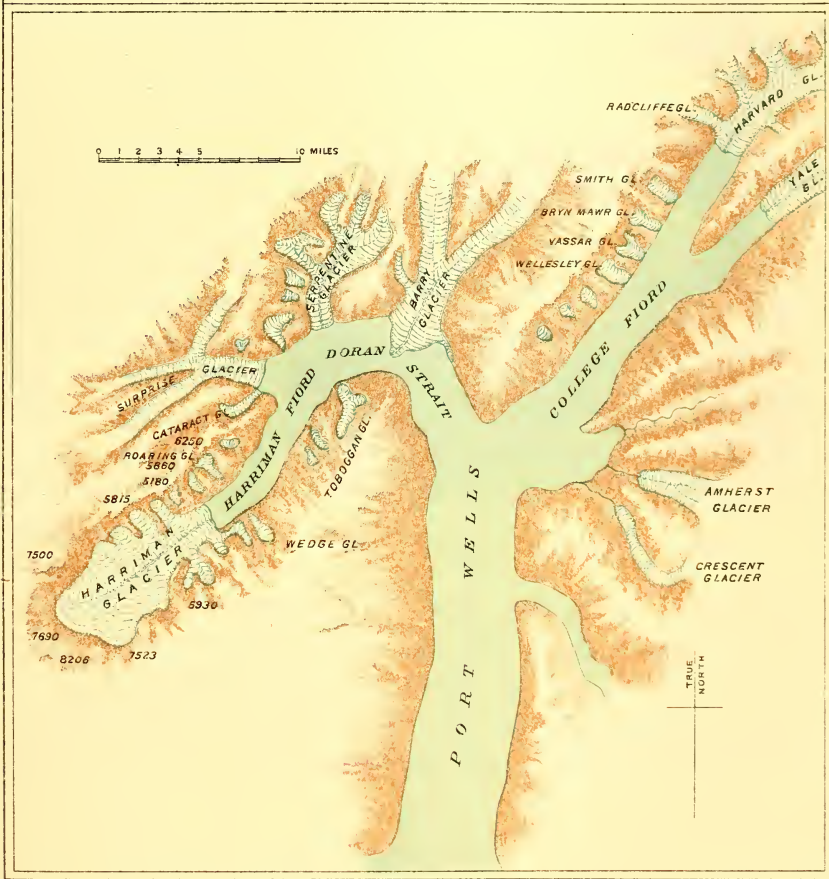 RADCLIFFE GL.
HARVARD GL.
0 1 2 3 4 5 10 MILES
YALE GL.
SMITH GL.
BRYN MAWR GL.
VASSAR GL.
WELLESLEY GL.
SERPENTINE GLACIER
BARRY GLACIER
COLLEGE FIORD
DORAN STRAIT
SURPRISE GLACIER
HARRIMAN FIORD
CATARACT GL.
6250
ROARING GL.
5860
5180
TOBOGGAN GL.
5815
AMHERST
GLACIER
WEDGE GL.
7500
HARRIMAN
GLACIER
CRESCENT
GLACIER
5930
7690
8206
7523
PORT WELLS
TRUE
NORTH